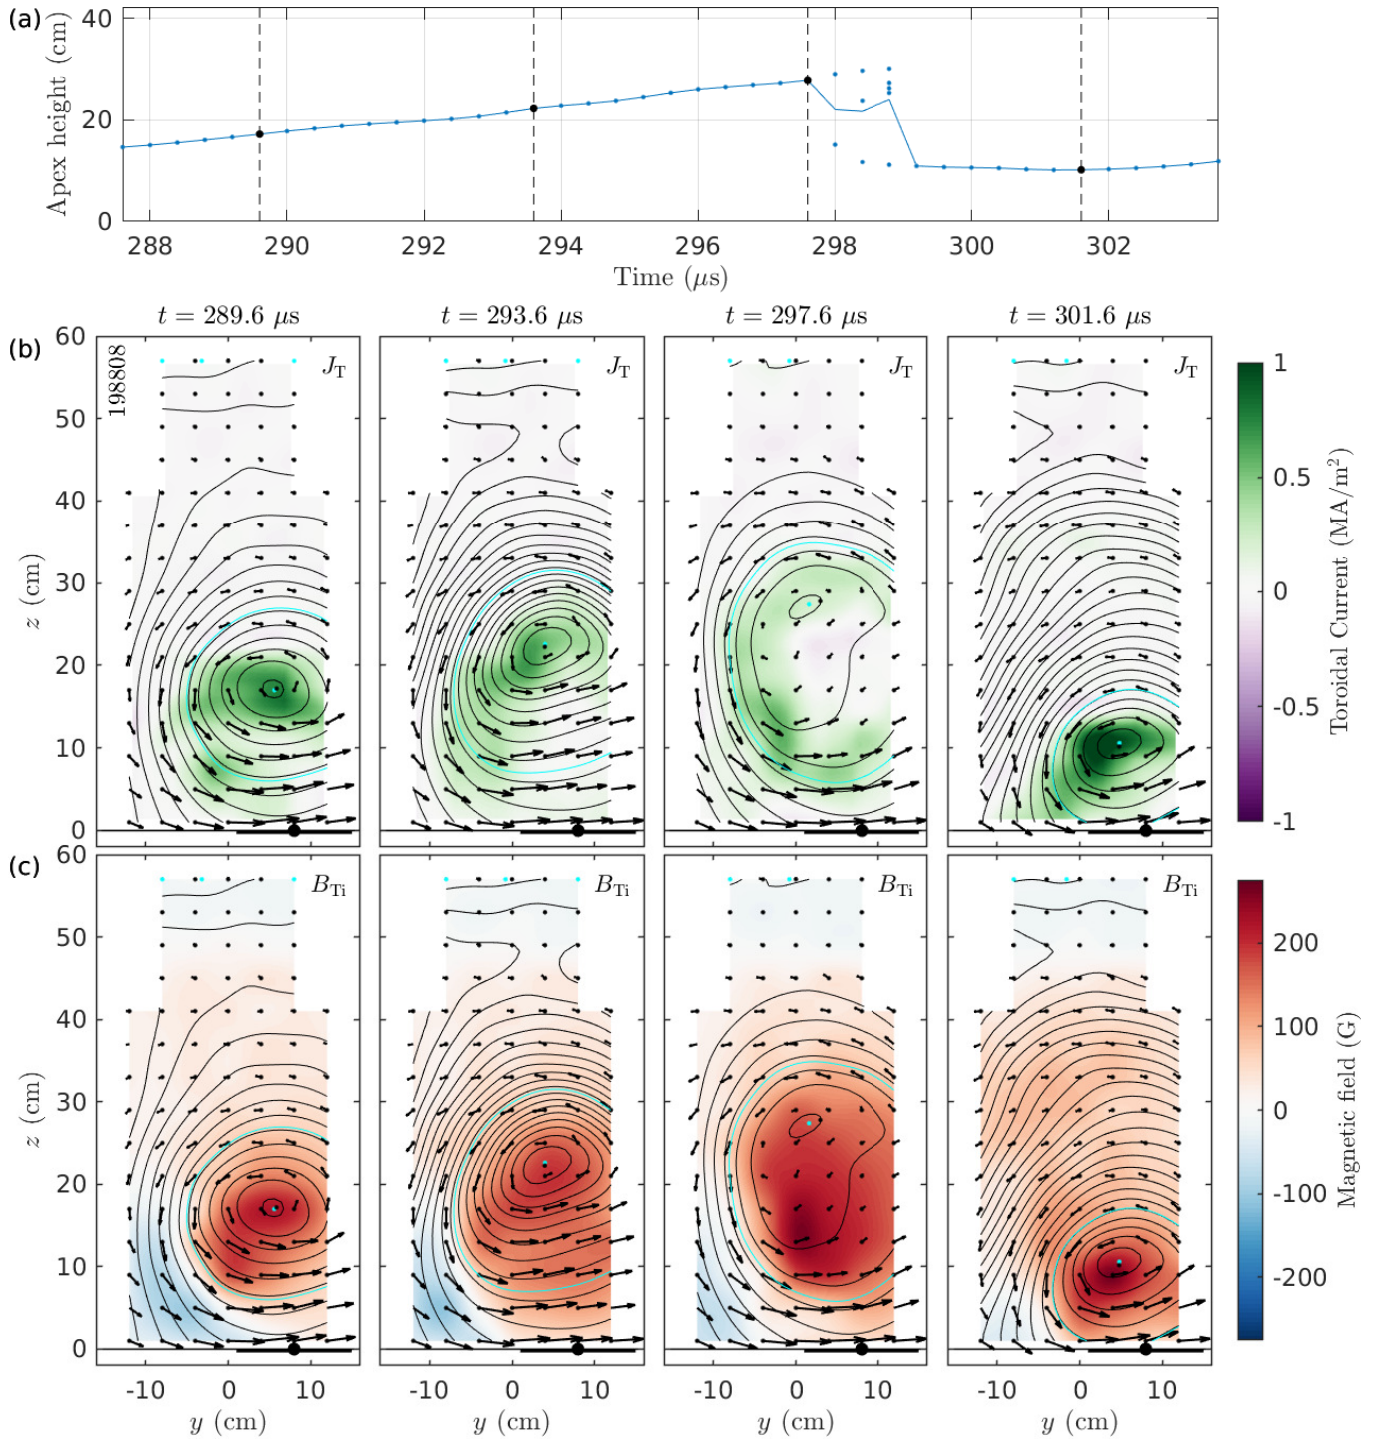 (a)
40
20
0
Apex height (cm)
288 290 292 294 296 298 300 302
Time (μs)
t = 289.6 μs t = 293.6 μs t = 297.6 μs t = 301.6 μs
(b)
60
50
40
30
20
10
0
z (cm)
198808
J_T J_T J_T J_T
1
0.5
0
-0.5
-1
Toroidal Current (MA/m²)
(c)
60
50
40
30
20
10
0
z (cm)
B_Ti B_Ti B_Ti B_Ti
200
100
0
-100
-200
Magnetic field (G)
-10 0 10 -10 0 10 -10 0 10 -10 0 10
y (cm) y (cm) y (cm) y (cm)